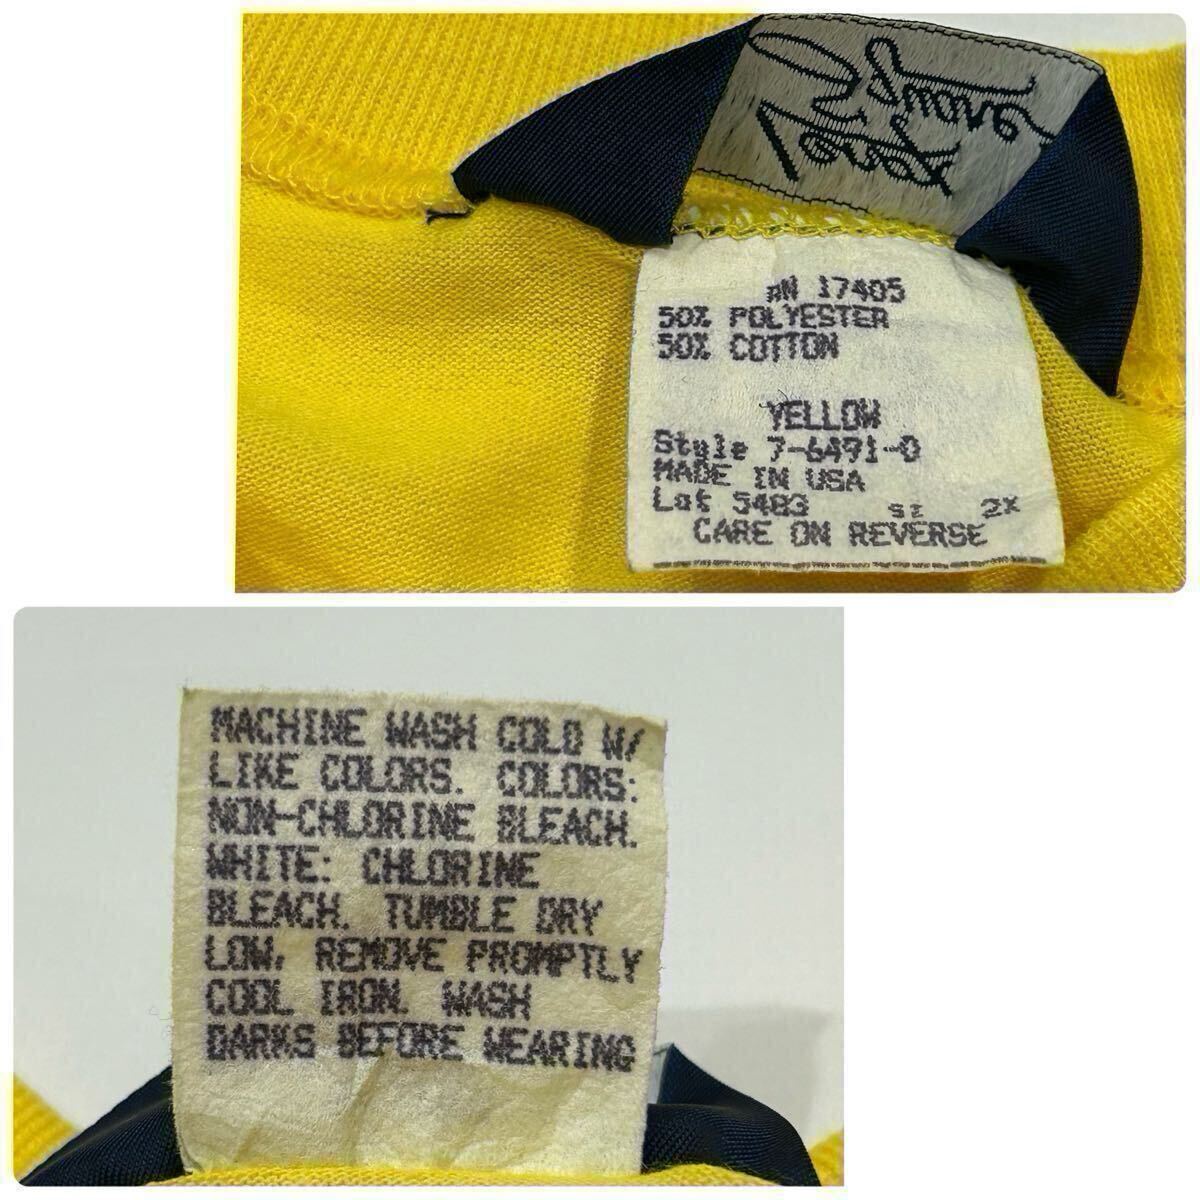 RN 17405
50% POLYESTER
50% COTTON
YELLOW
Style 7-6491-0
MADE IN USA
Lot 5483 SI 2X
CARE ON REVERSE
MACHINE WASH COLD W/
LIKE COLORS. COLORS:
NON-CHLORINE BLEACH.
WHITE: CHLORINE
BLEACH. TUMBLE DRY
LOW, REMOVE PROMPTLY
COOL IRON. WASH
DARKS BEFORE WEARING